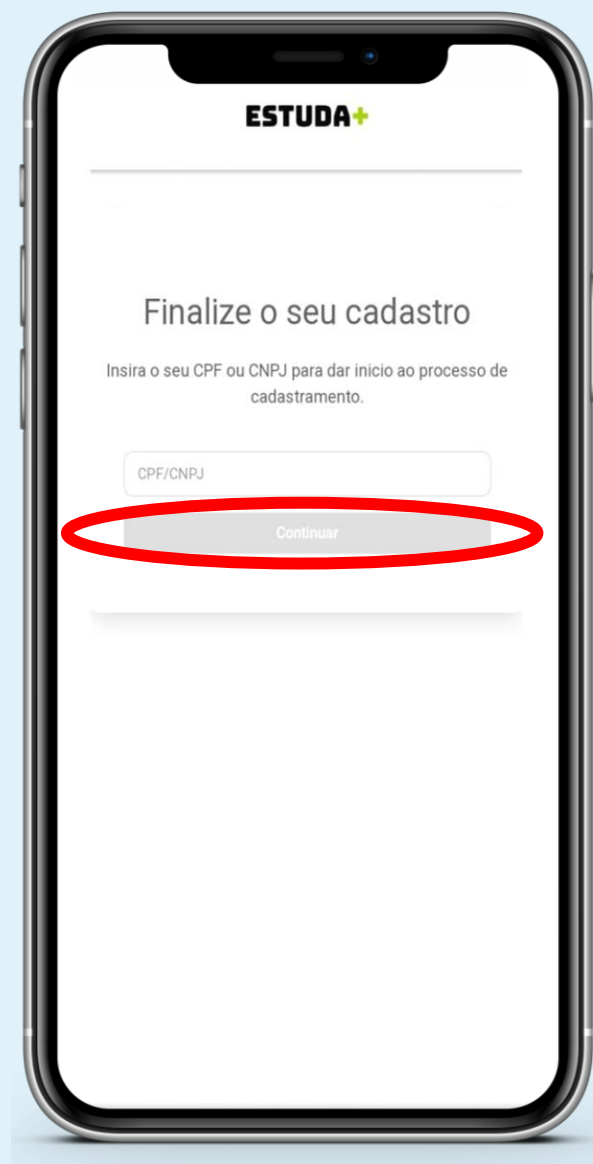 ESTUDA+
Finalize o seu cadastro
Insira o seu CPF ou CNPJ para dar inicio ao processo de
cadastramento.
CPF/CNPJ
Continuar